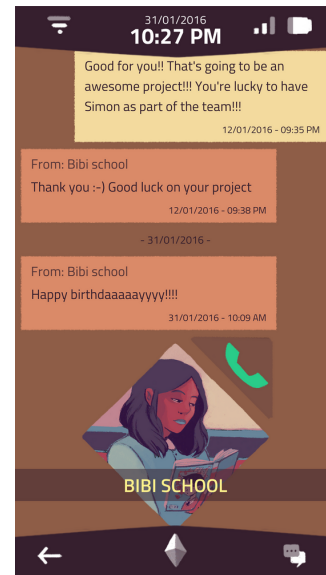 31/01/2016
10:27 PM
Good for you!! That's going to be an
awesome project!!! You're lucky to have
Simon as part of the team!!!
12/01/2016 - 09:35 PM
From: Bibi school
Thank you :-) Good luck on your project
12/01/2016 - 09:38 PM
- 31/01/2016 -
From: Bibi school
Happy birthdaaaaayyyy!!!!
31/01/2016 - 10:09 AM
BIBI SCHOOL